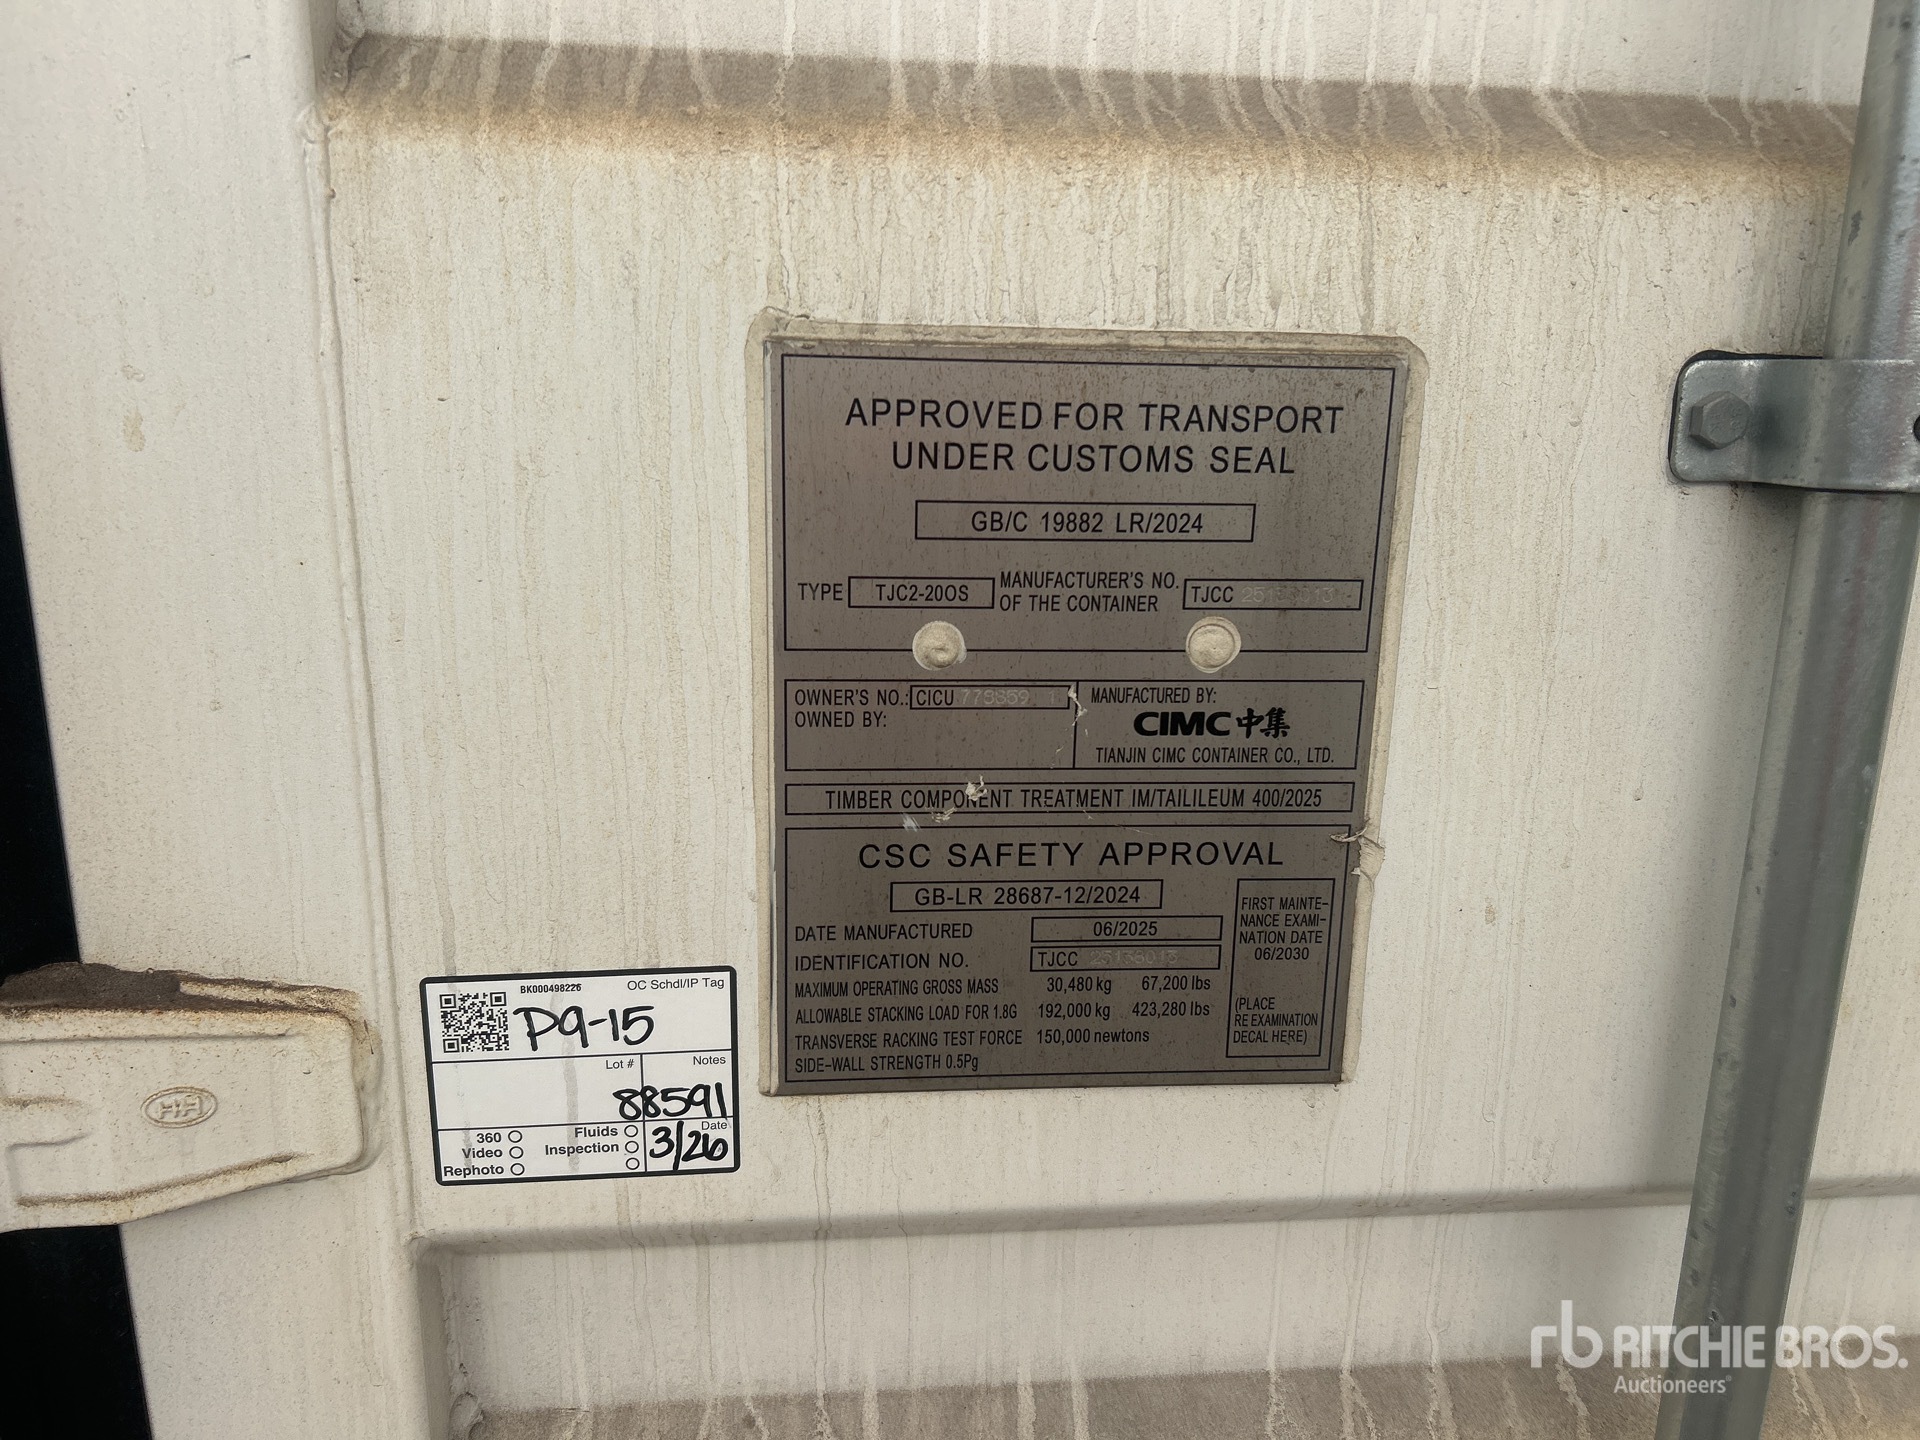 APPROVED FOR TRANSPORT
UNDER CUSTOMS SEAL
GB/C 19882 LR/2024
TYPE TJC2-20OS MANUFACTURER'S NO. OF THE CONTAINER TJCC
OWNER'S NO.: CICU 778859 1
OWNED BY:
MANUFACTURED BY:
CIMC中集
TIANJIN CIMC CONTAINER CO., LTD.
TIMBER COMPONENT TREATMENT IM/TAILILEUM 400/2025
CSC SAFETY APPROVAL
GB-LR 28687-12/2024
DATE MANUFACTURED 06/2025
IDENTIFICATION NO. TJCC
MAXIMUM OPERATING GROSS MASS 30,480 kg 67,200 lbs
ALLOWABLE STACKING LOAD FOR 1.8G 192,000 kg 423,280 lbs
TRANSVERSE RACKING TEST FORCE 150,000 newtons
SIDE-WALL STRENGTH 0.5Pg
FIRST MAINTE-
NANCE EXAMI-
NATION DATE
06/2030
(PLACE
RE EXAMINATION
DECAL HERE)
BK000498226 OC Schdl/IP Tag
P9-15
Lot # Notes
88591
360 Fluids Date
Video Inspection 3/26
Rephoto
HH
rb RITCHIE BROS.
Auctioneers